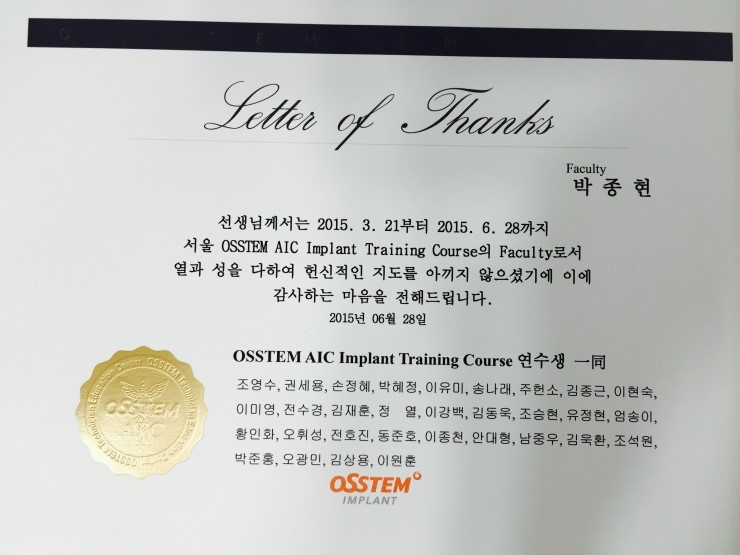 Letter of Thanks
Faculty
박 종 현
선생님께서는 2015. 3. 21부터 2015. 6. 28까지
서울 OSSTEM AIC Implant Training Course의 Faculty로서
열과 성을 다하여 헌신적인 지도를 아끼지 않으셨기에 이에
감사하는 마음을 전해드립니다.
2015년 06월 28일
OSSTEM AIC Implant Training Course 연수생 一同
조영수, 권세용, 손정혜, 박혜정, 이유미, 송나래, 주헌소, 김종근, 이현숙,
이미영, 전수경, 김재훈, 정 열, 이강백, 김동욱, 조승현, 유정현, 엄송이,
황인화, 오휘성, 전호진, 동준호, 이종천, 안대형, 남중우, 김욱환, 조석원,
박준홍, 오광민, 김상용, 이원훈
OSSTEM
AIC
OSSTEM
IMPLANT